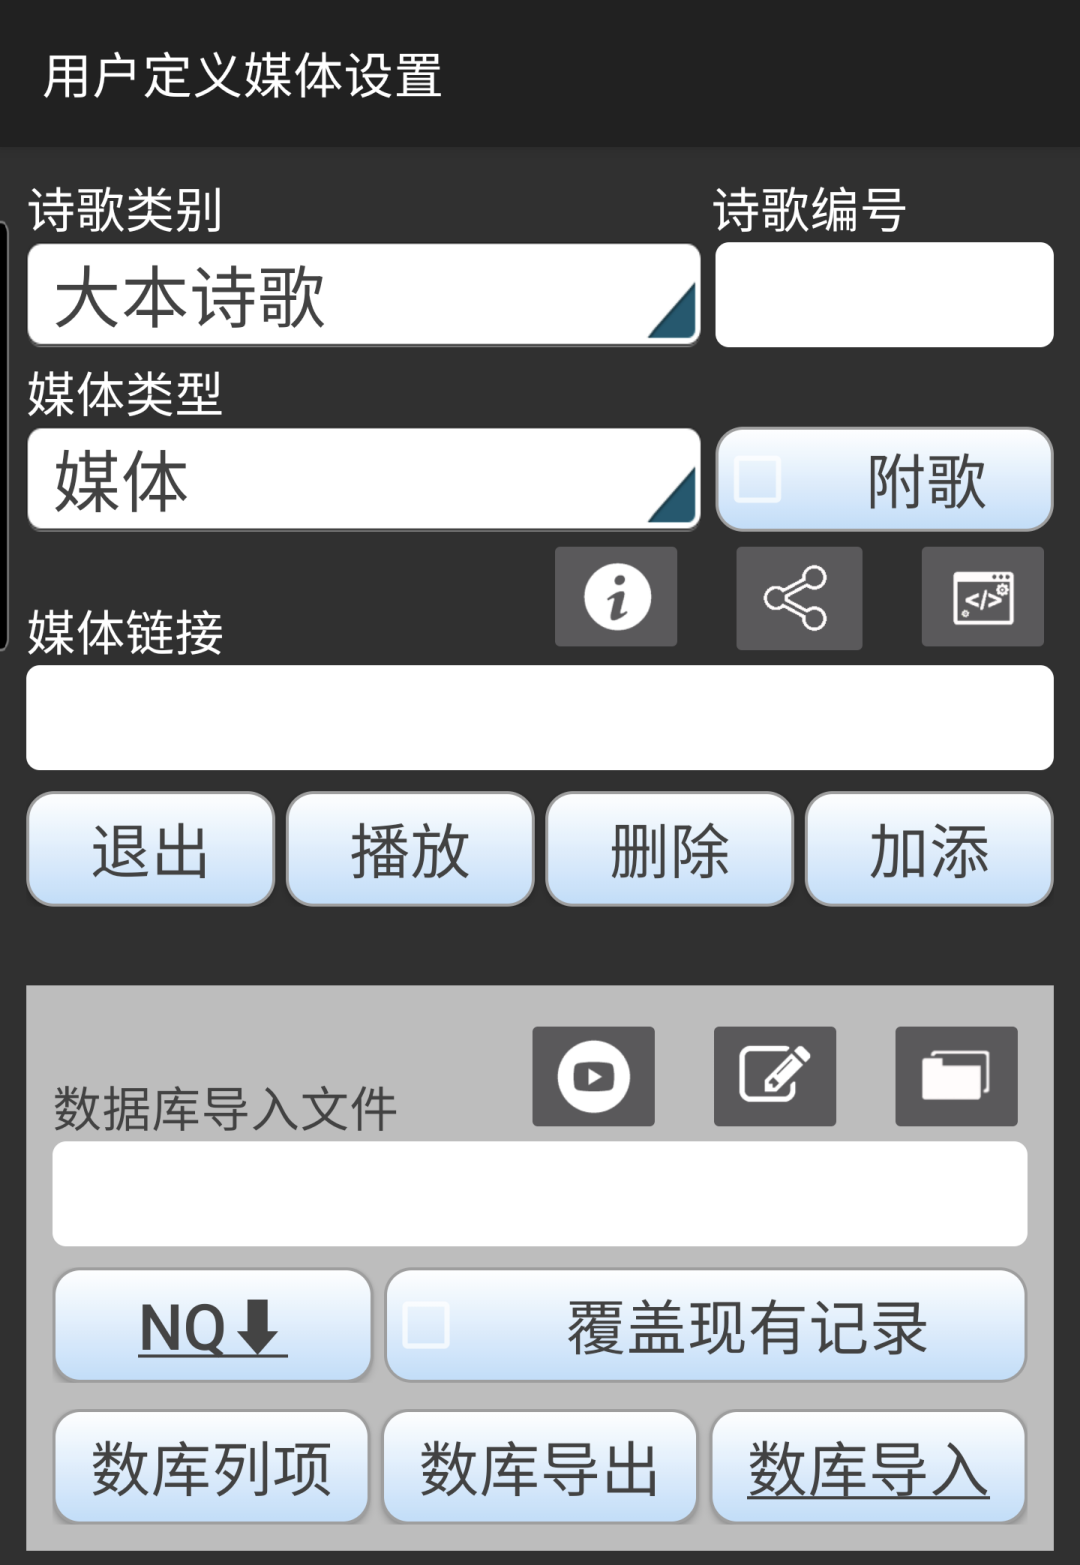 用户定义媒体设置
诗歌类别 诗歌编号
大本诗歌
媒体类型
媒体 附歌
媒体链接
退出 播放 删除 加添
数据库导入文件
NQ⬇ 覆盖现有记录
数库列项 数库导出 数库导入